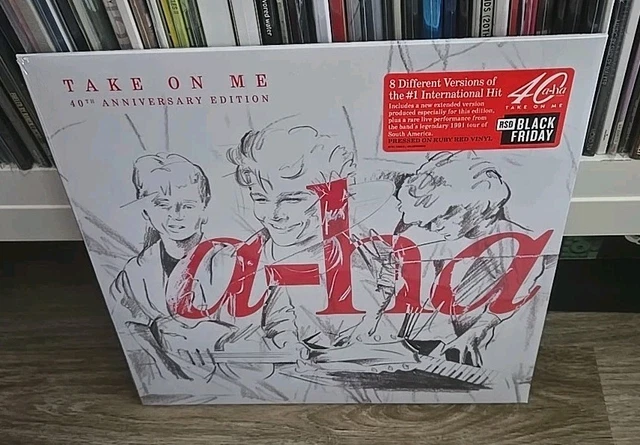 TAKE ON ME
40TH ANNIVERSARY EDITION
8 Different Versions of
the #1 International Hit
Includes a new extended version
produced especially for this edition,
plus a rare live performance from
the band's legendary 1991 tour of
South America.
PRESSED ON RUBY RED VINYL
40 a-ha
TAKE ON ME
RSD BLACK
FRIDAY
a-ha